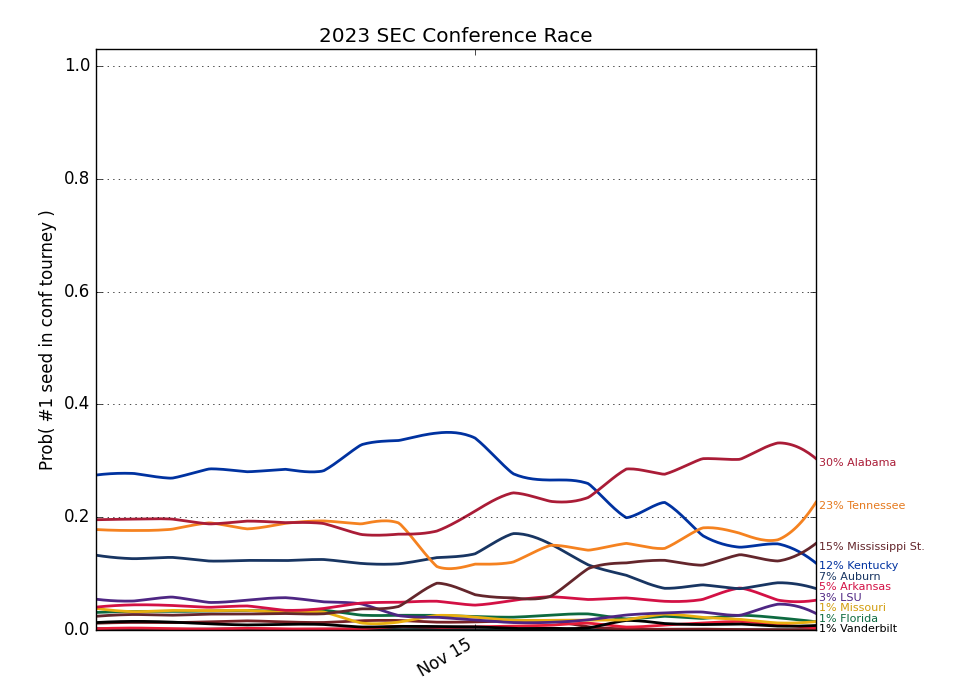 2023 SEC Conference Race
Prob( #1 seed in conf tourney )
1.0
0.8
0.6
0.4
0.2
0.0
Nov 15
30% Alabama
23% Tennessee
15% Mississippi St.
12% Kentucky
7% Auburn
5% Arkansas
3% LSU
1% Missouri
1% Florida
1% Vanderbilt